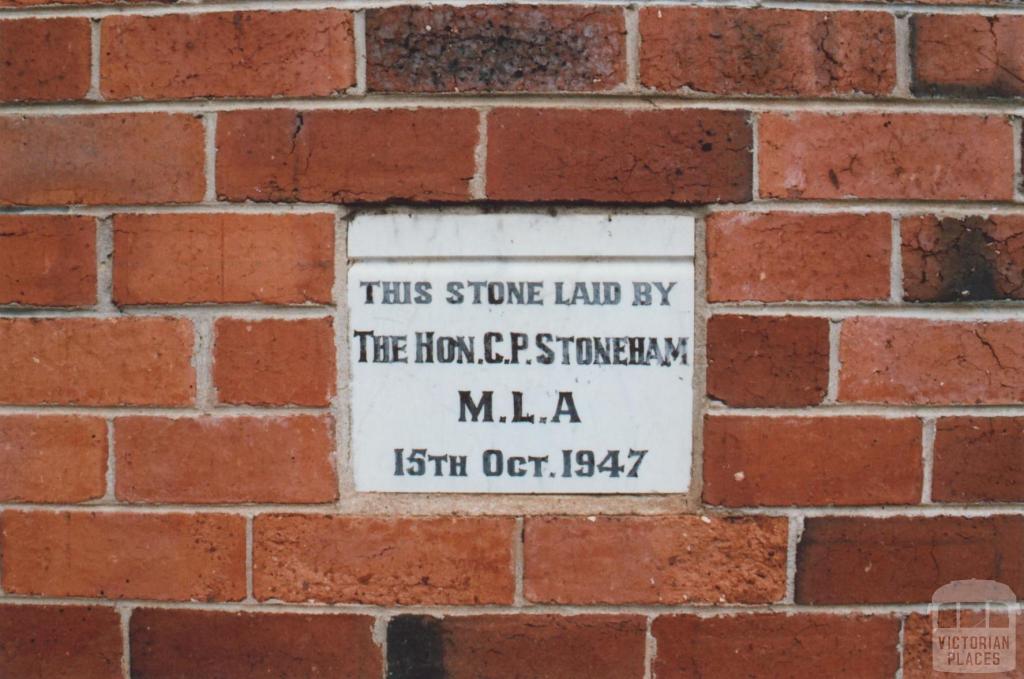 THIS STONE LAID BY
THE HON. C.P. STONEHAM
M.L.A
15TH OCT. 1947
VICTORIAN
PLACES